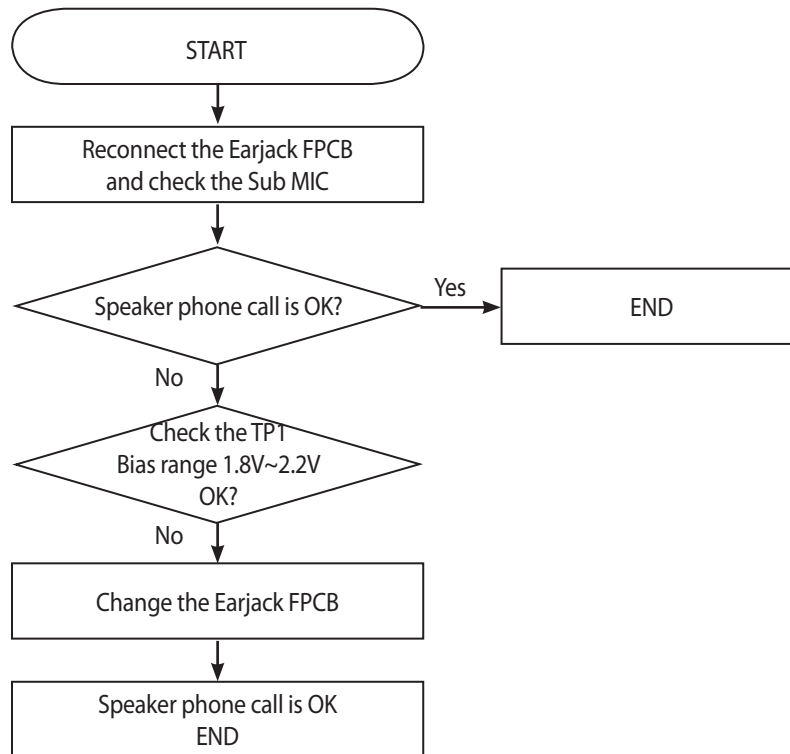 START
Reconnect the Earjack FPCB
and check the Sub MIC
Speaker phone call is OK?
Yes
END
No
Check the TP1
Bias range 1.8V~2.2V
OK?
No
Change the Earjack FPCB
Speaker phone call is OK
END